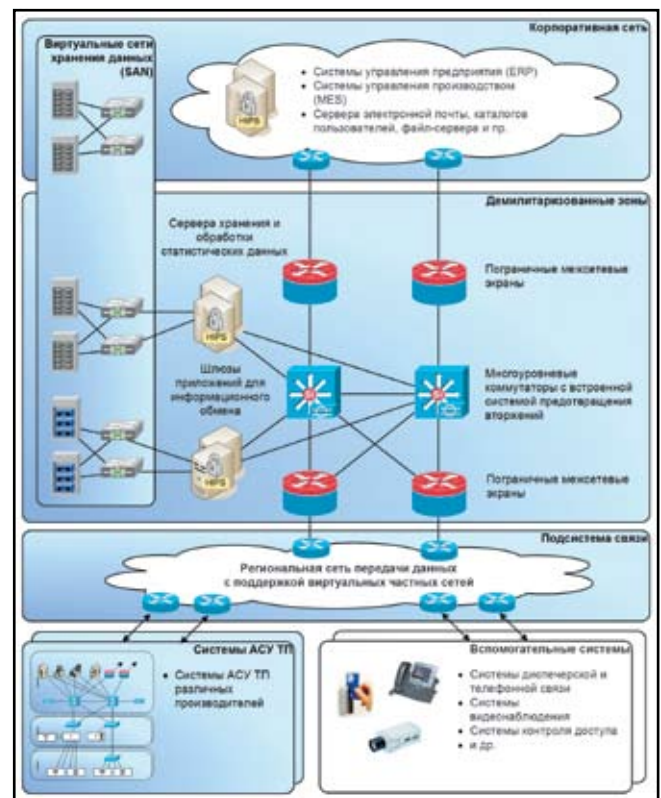 Корпоративная сеть
Виртуальные сети
хранения данных
(SAN)
• Системы управления предприятия (ERP)
• Системы управления производством
(MES)
• Сервера электронной почты, каталогов
пользователей, файл-сервера и пр.
HIPS
Демилитаризованные зоны
Сервера хранения и
обработки
статистических данных
Пограничные межсетевые
экраны
HIPS
Шлюзы
приложений для
информационного
обмена
Многоуровневые
коммутаторы с встроенной
системой предотвращения
вторжений
HIPS
Пограничные межсетевые
экраны
Подсистема связи
Региональная сеть передачи данных
с поддержкой виртуальных частных сетей
Системы АСУ ТП
• Системы АСУ ТП
различных
производителей
Вспомогательные системы
• Системы диспечерской и
телефонной связи
• Системы
видеонаблюдения
• Системы контроля доступа
• и др.